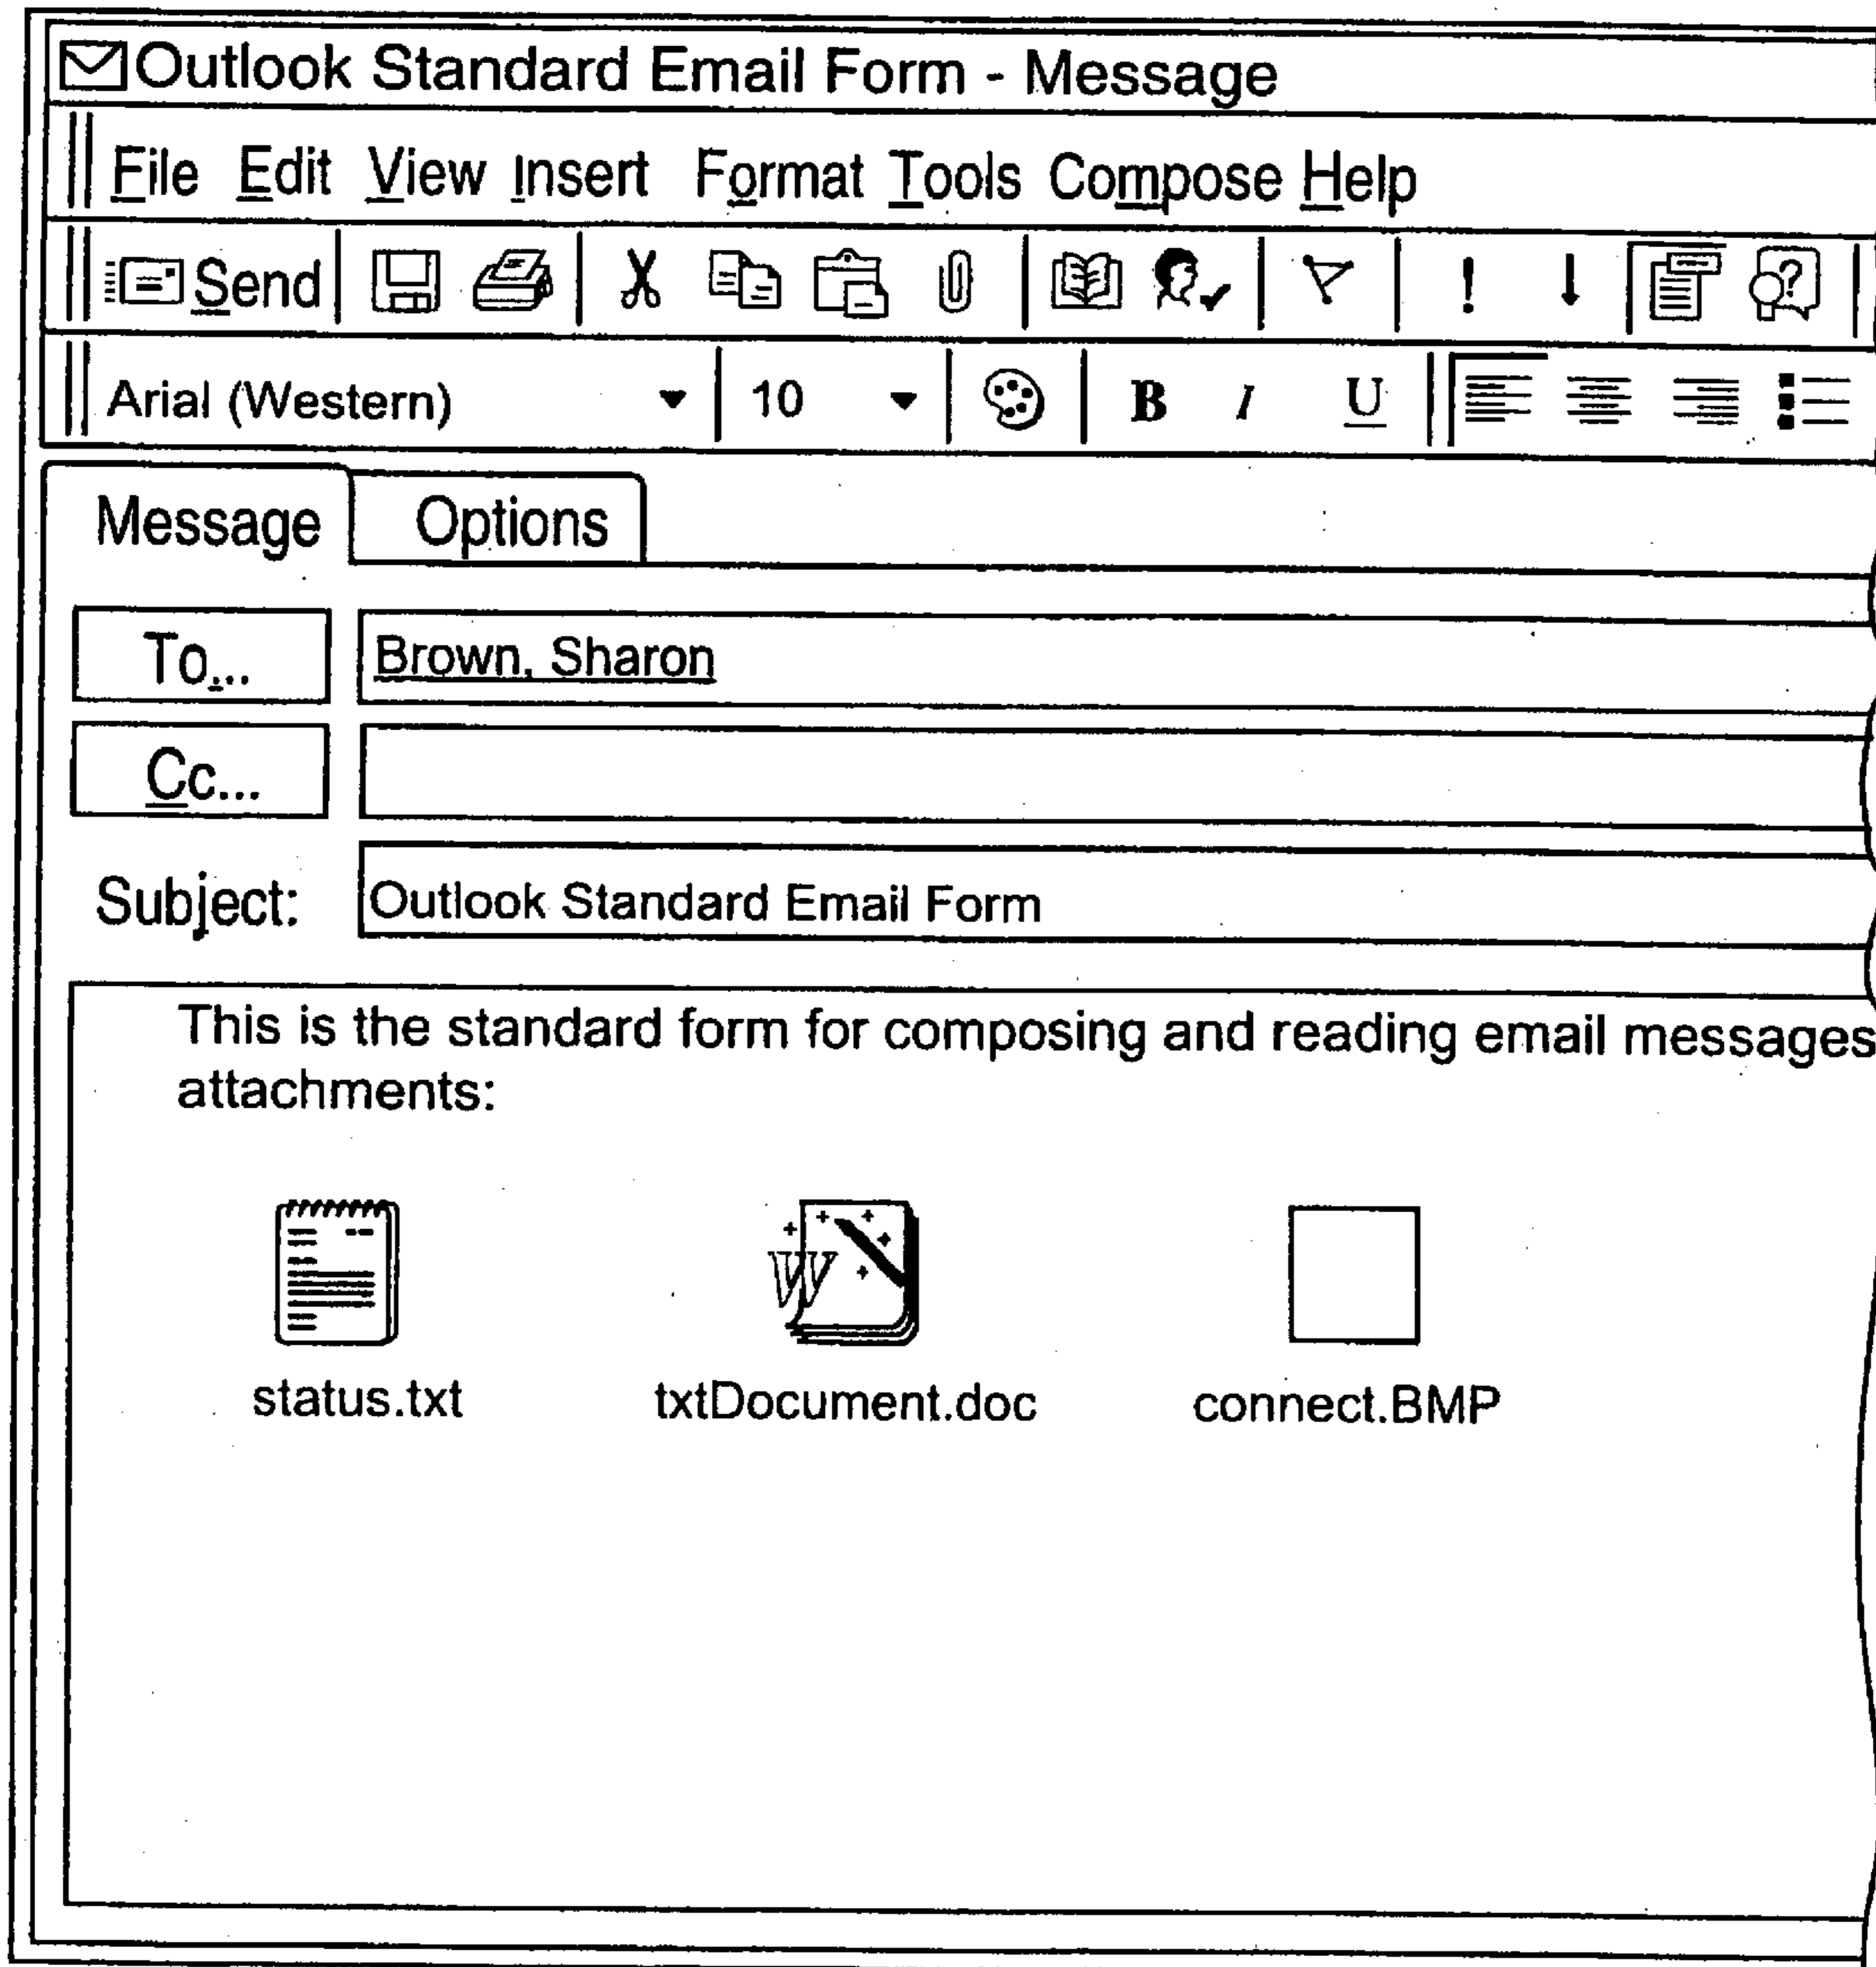 Outlook Standard Email Form - Message
File Edit View Insert Format Tools Compose Help
Send
Arial (Western) 10 B I U
Message Options
To... Brown, Sharon
Cc...
Subject: Outlook Standard Email Form
This is the standard form for composing and reading email messages
attachments:
W
status.txt txtDocument.doc connect.BMP